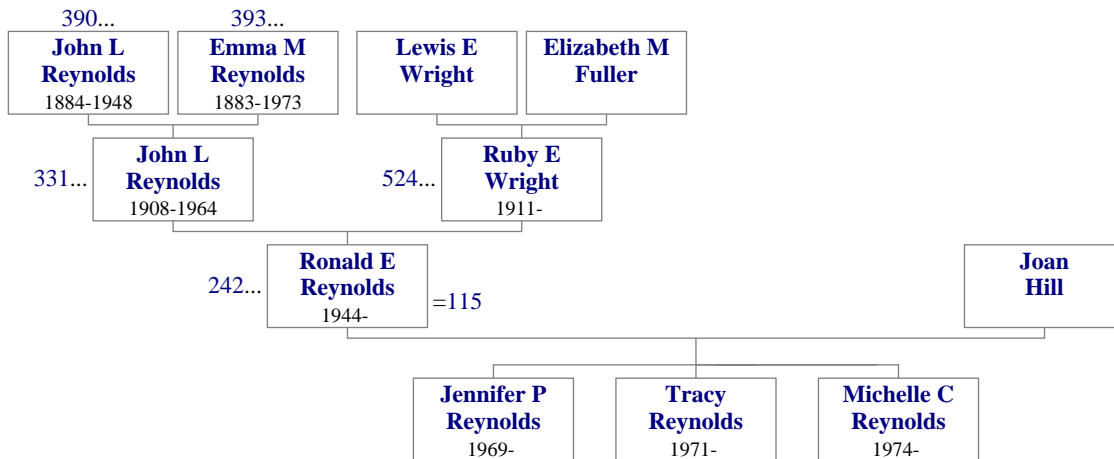 390...
393...
John L
Reynolds
1884-1948
Emma M
Reynolds
1883-1973
Lewis E
Wright
Elizabeth M
Fuller
331...
John L
Reynolds
1908-1964
524...
Ruby E
Wright
1911-
242...
Ronald E
Reynolds
1944-
=115
Joan
Hill
Jennifer P
Reynolds
1969-
Tracy
Reynolds
1971-
Michelle C
Reynolds
1974-